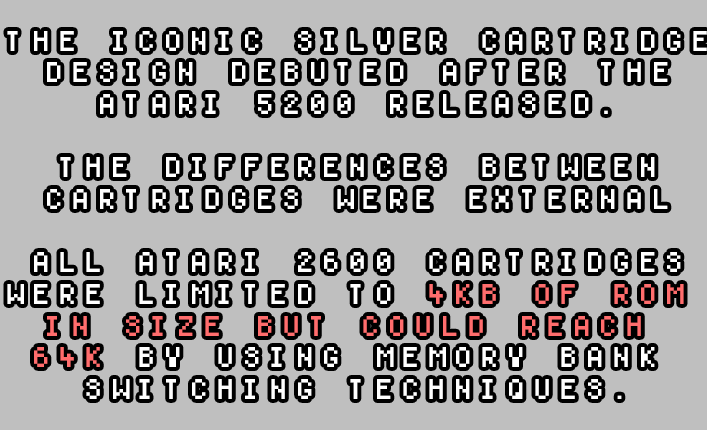 THE ICONIC SILVER CARTRIDGE
DESIGN DEBUTED AFTER THE
ATARI 5200 RELEASED.
THE DIFFERENCES BETWEEN
CARTRIDGES WERE EXTERNAL
ALL ATARI 2600 CARTRIDGES
WERE LIMITED TO 4KB OF ROM
IN SIZE BUT COULD REACH
64K BY USING MEMORY BANK
SWITCHING TECHNIQUES.